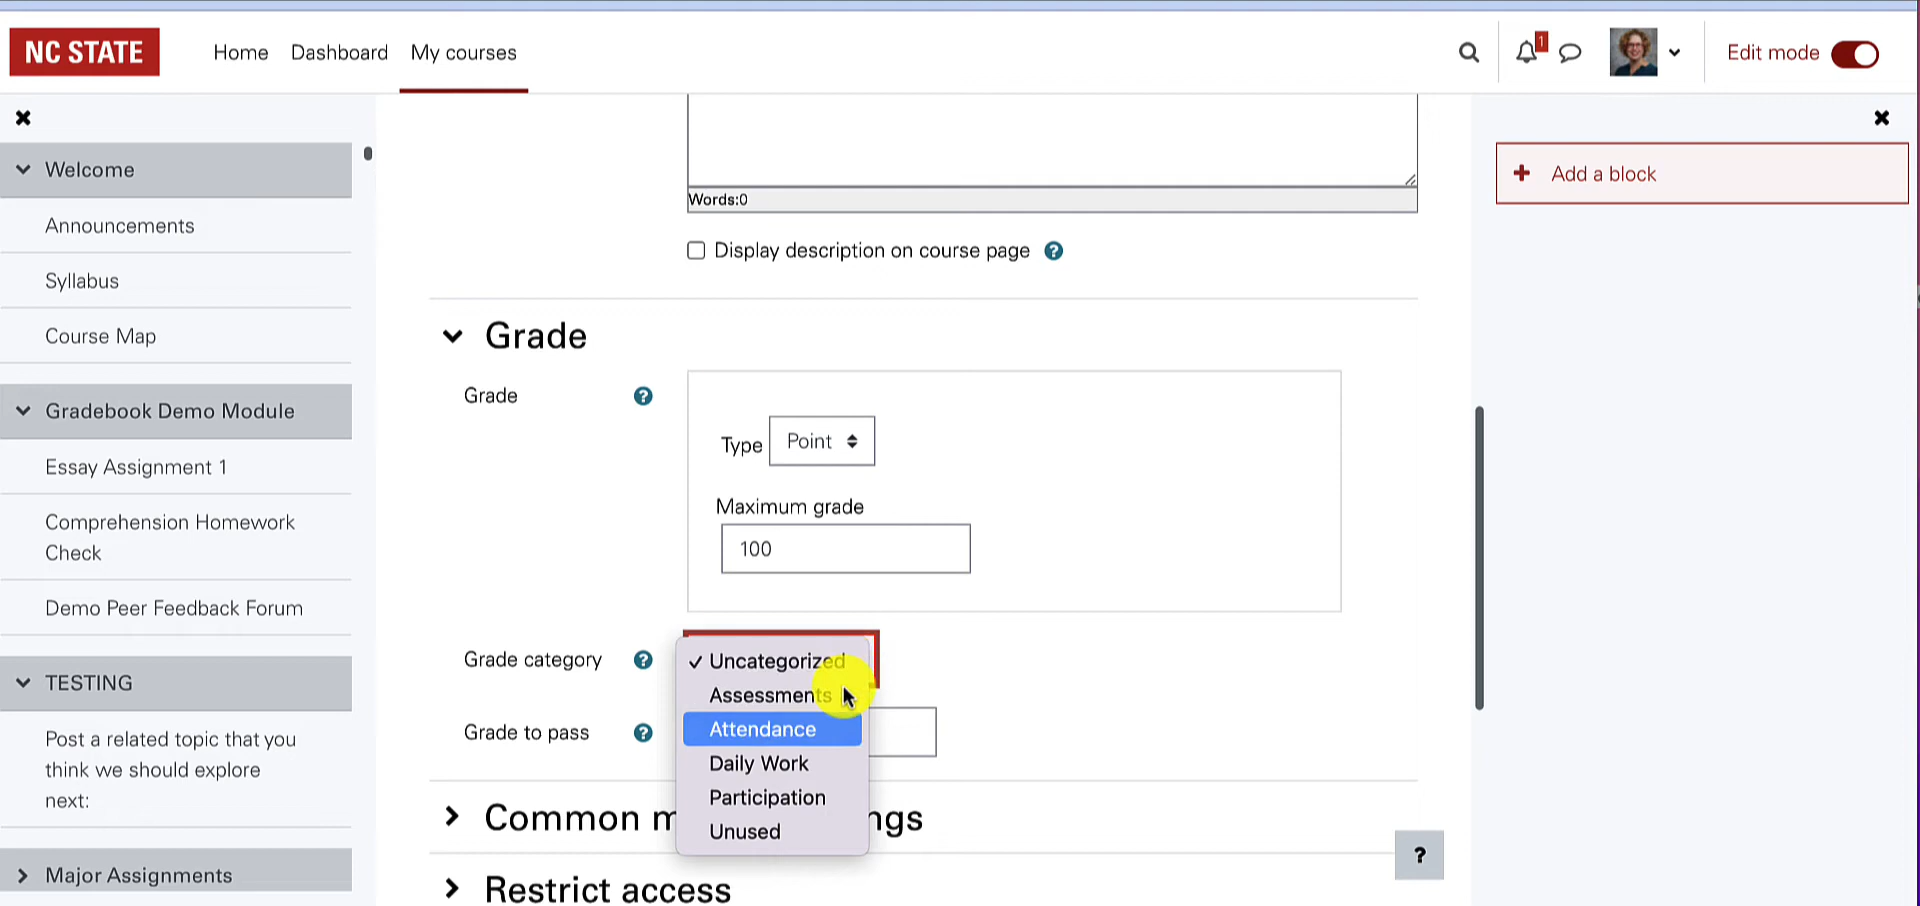 NC STATE
Home Dashboard My courses
1
Edit mode
Welcome
Announcements
Syllabus
Course Map
Gradebook Demo Module
Essay Assignment 1
Comprehension Homework
Check
Demo Peer Feedback Forum
TESTING
Post a related topic that you
think we should explore
next:
Major Assignments
Words:0
Display description on course page ?
Grade
Grade ?
Type Point
Maximum grade
100
Grade category ?
Uncategorized
Assessments
Attendance
Daily Work
Participation
Unused
Grade to pass ?
Common m ngs
Restrict access
Add a block
?